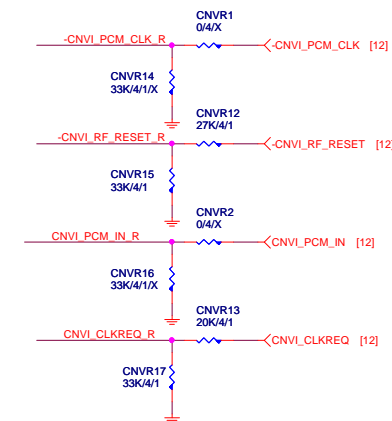 CNVR1
0/4/X
-CNVI_PCM_CLK_R
-CNVI_PCM_CLK [12]
CNVR14
33K/4/1/X
CNVR12
27K/4/1
-CNVI_RF_RESET_R
-CNVI_RF_RESET [12]
CNVR15
33K/4/1
CNVR2
0/4/X
CNVI_PCM_IN_R
CNVI_PCM_IN [12]
CNVR16
33K/4/1/X
CNVR13
20K/4/1
CNVI_CLKREQ_R
CNVI_CLKREQ [12]
CNVR17
33K/4/1